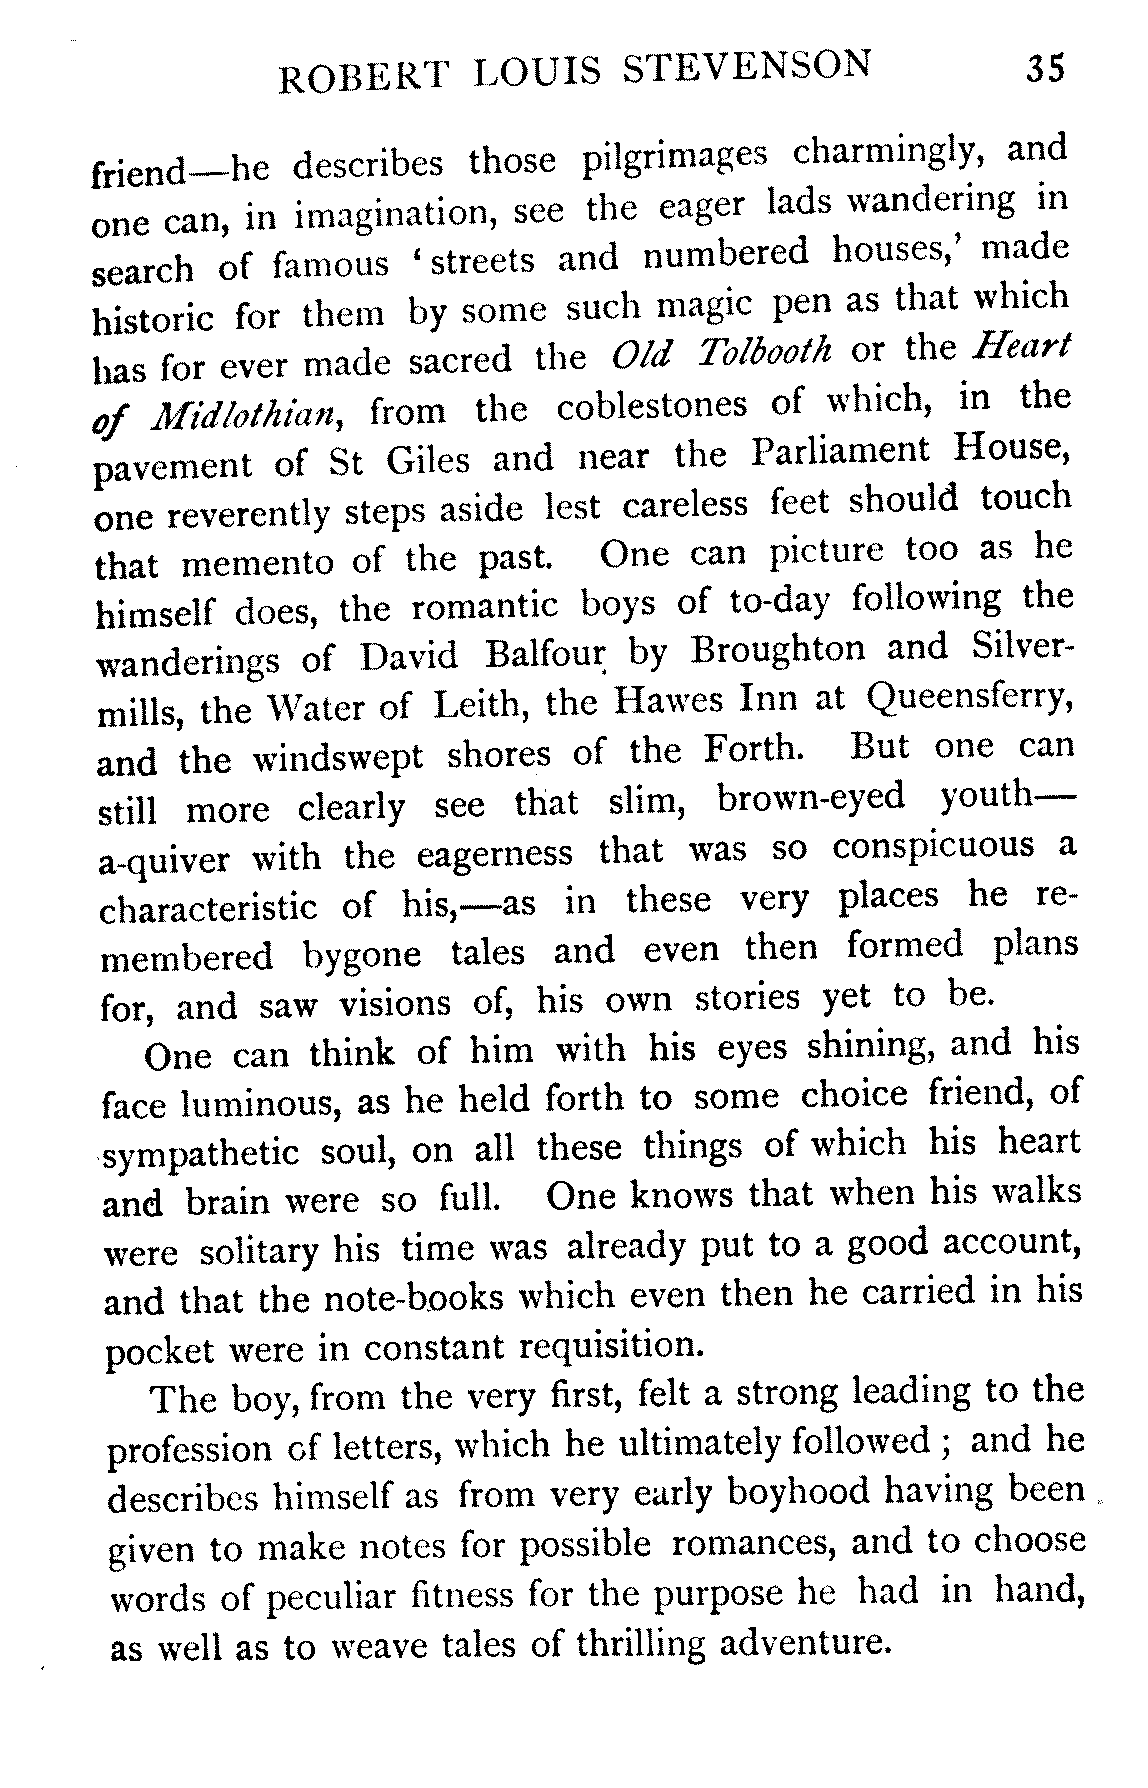 ROBERT LOUIS STEVENSON 35
friend—he describes those pilgrimages charmingly, and
one can, in imagination, see the eager lads wandering in
search of famous ‘streets and numbered houses,’ made
historic for them by some such magic pen as that which
has for ever made sacred the Old Tolbooth or the Heart
of Midlothian, from the coblestones of which, in the
pavement of St Giles and near the Parliament House,
one reverently steps aside lest careless feet should touch
that memento of the past. One can picture too as he
himself does, the romantic boys of to-day following the
wanderings of David Balfour by Broughton and Silver-
mills, the Water of Leith, the Hawes Inn at Queensferry,
and the windswept shores of the Forth. But one can
still more clearly see that slim, brown-eyed youth—
a-quiver with the eagerness that was so conspicuous a
characteristic of his,—as in these very places he re-
membered bygone tales and even then formed plans
for, and saw visions of, his own stories yet to be.
One can think of him with his eyes shining, and his
face luminous, as he held forth to some choice friend, of
sympathetic soul, on all these things of which his heart
and brain were so full. One knows that when his walks
were solitary his time was already put to a good account,
and that the note-books which even then he carried in his
pocket were in constant requisition.
The boy, from the very first, felt a strong leading to the
profession of letters, which he ultimately followed ; and he
describes himself as from very early boyhood having been
given to make notes for possible romances, and to choose
words of peculiar fitness for the purpose he had in hand,
as well as to weave tales of thrilling adventure.